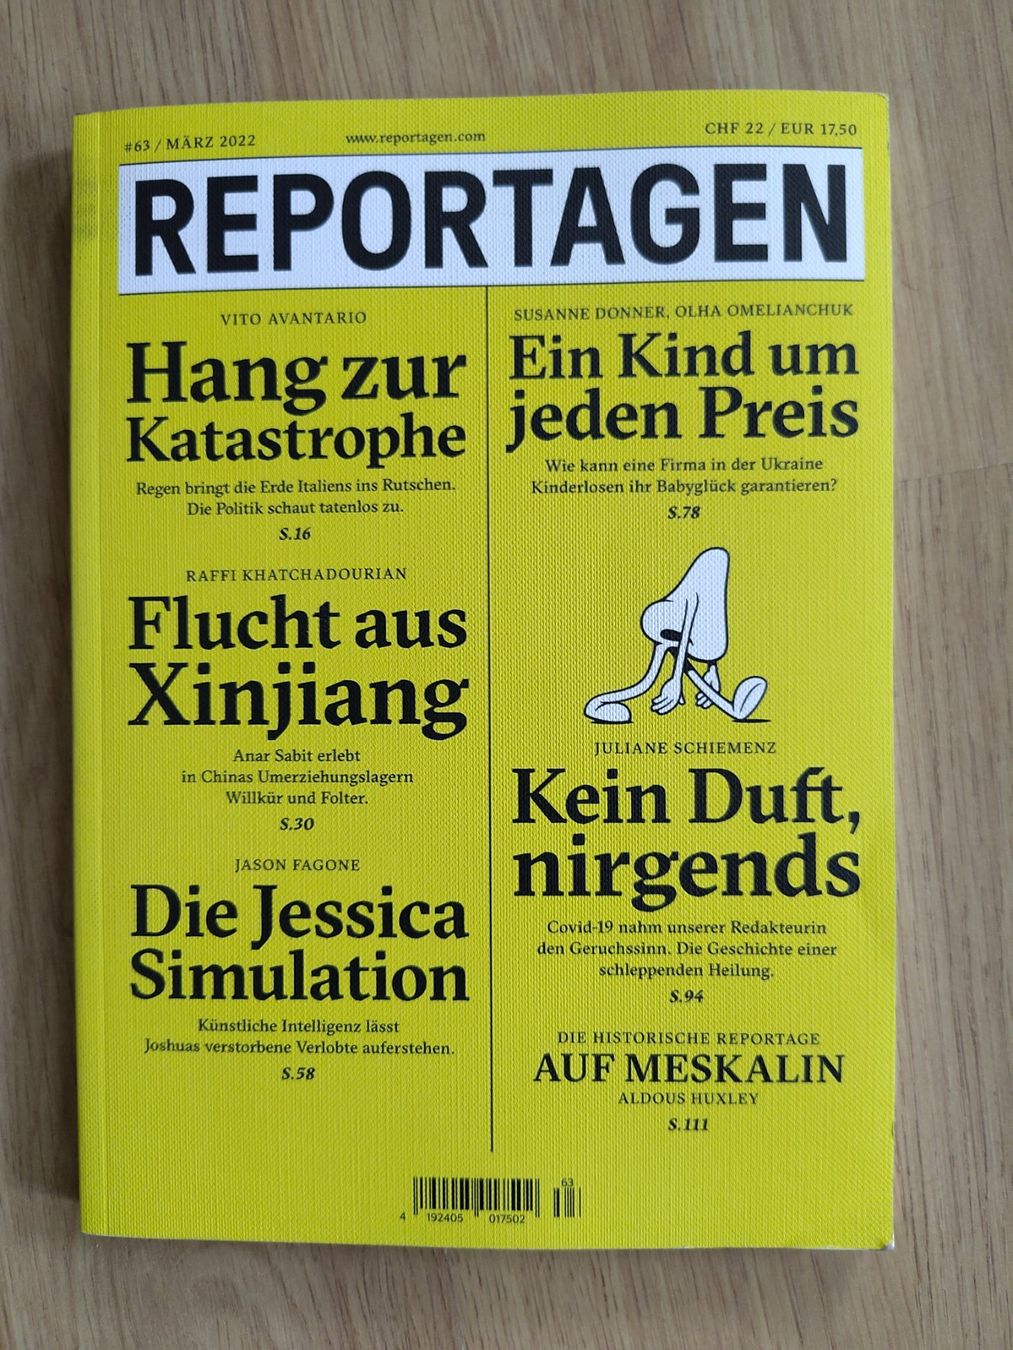 #63 / MÄRZ 2022
www.reportagen.com
CHF 22 / EUR 17,50
REPORTAGEN
VITO AVANTARIO
Hang zur
Katastrophe
Regen bringt die Erde Italiens ins Rutschen.
Die Politik schaut tatenlos zu.
S.16
RAFFI KHATCHADOURIAN
Flucht aus
Xinjiang
Anar Sabit erlebt
in Chinas Umerziehungslagern
Willkür und Folter.
S.30
JASON FAGONE
Die Jessica
Simulation
Künstliche Intelligenz lässt
Joshuas verstorbene Verlobte auferstehen.
S.58
SUSANNE DONNER, OLHA OMELIANCHUK
Ein Kind um
jeden Preis
Wie kann eine Firma in der Ukraine
Kinderlosen ihr Babyglück garantieren?
S.78
JULIANE SCHIEMENZ
Kein Duft,
nirgends
Covid-19 nahm unserer Redakteurin
den Geruchssinn. Die Geschichte einer
schleppenden Heilung.
S.94
DIE HISTORISCHE REPORTAGE
AUF MESKALIN
ALDOUS HUXLEY
S.111
63
4 192405 017502